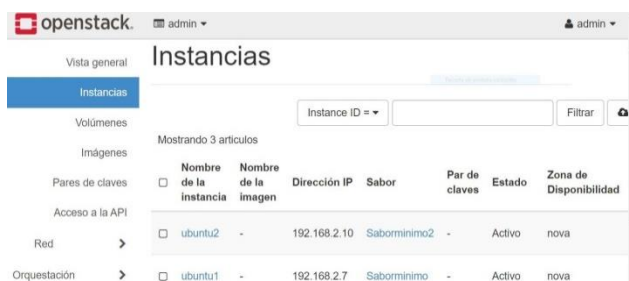 openstack. admin admin
Vista general
Instancias
Instancias
Volúmenes
Imágenes
Pares de claves
Acceso a la API
Red
Orquestación
Instance ID = Filtrar
Mostrando 3 articulos
Nombre de la instancia Nombre de la imagen Dirección IP Sabor Par de claves Estado Zona de Disponibilidad
ubuntu2 - 192.168.2.10 Saborminimo2 - Activo nova
ubuntu1 - 192.168.2.7 Saborminimo - Activo nova